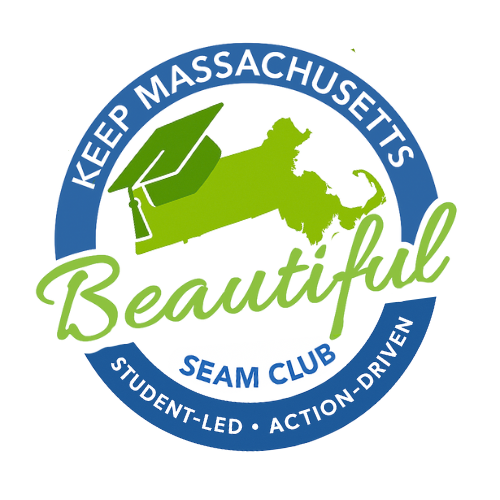 KEEP MASSACHUSETTS
Beautiful
SEAM CLUB
STUDENT-LED • ACTION-DRIVEN